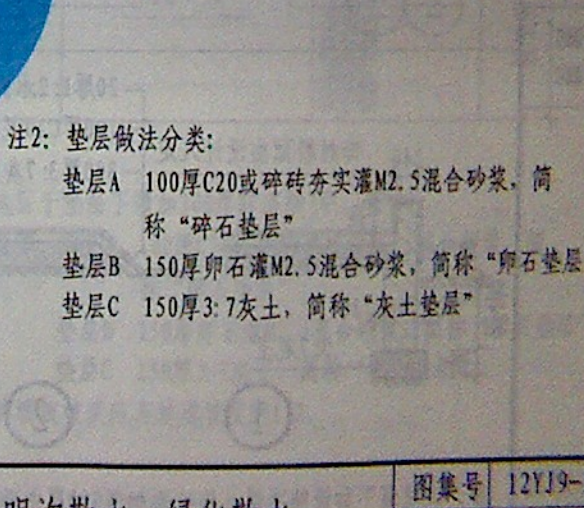 注2: 垫层做法分类:
垫层A 100厚C20或碎砖夯实灌M2.5混合砂浆, 简
称“碎石垫层”
垫层B 150厚卵石灌M2.5混合砂浆, 简称“卵石垫层
垫层C 150厚3:7灰土, 简称“灰土垫层”
图集号 12YJ9-